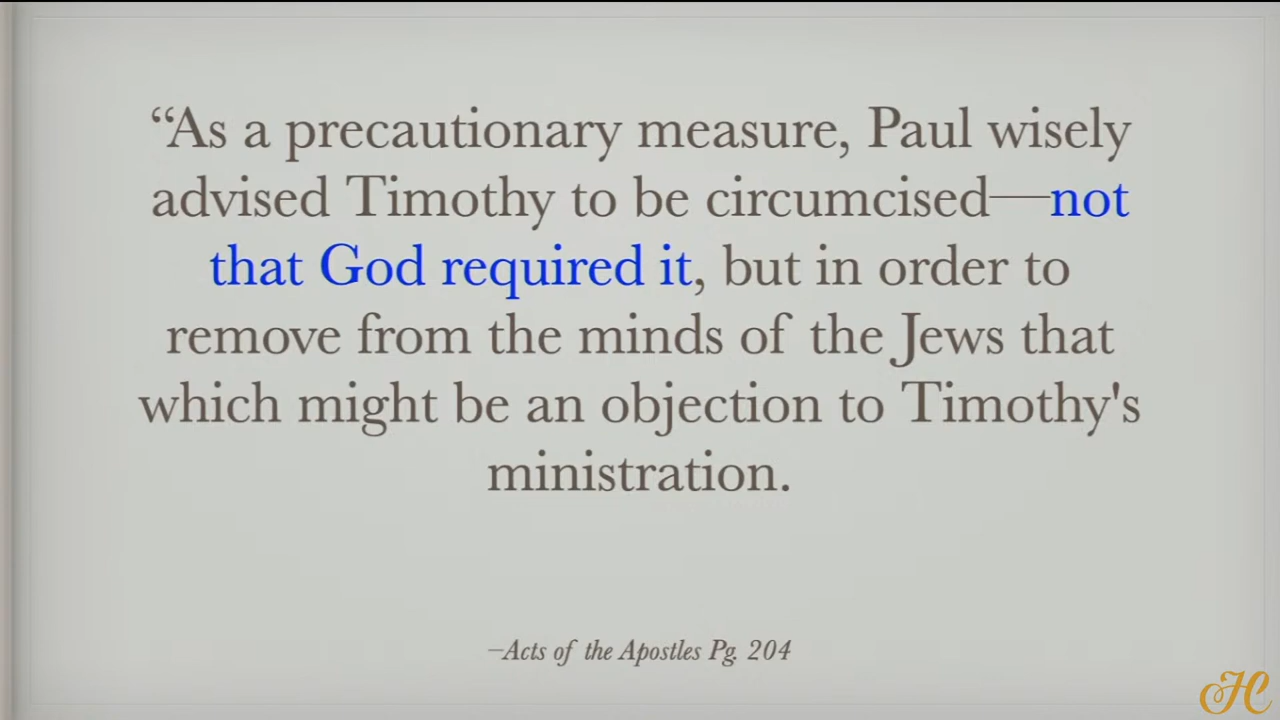 “As a precautionary measure, Paul wisely
advised Timothy to be circumcised—not
that God required it, but in order to
remove from the minds of the Jews that
which might be an objection to Timothy's
ministration.
–Acts of the Apostles Pg. 204
H